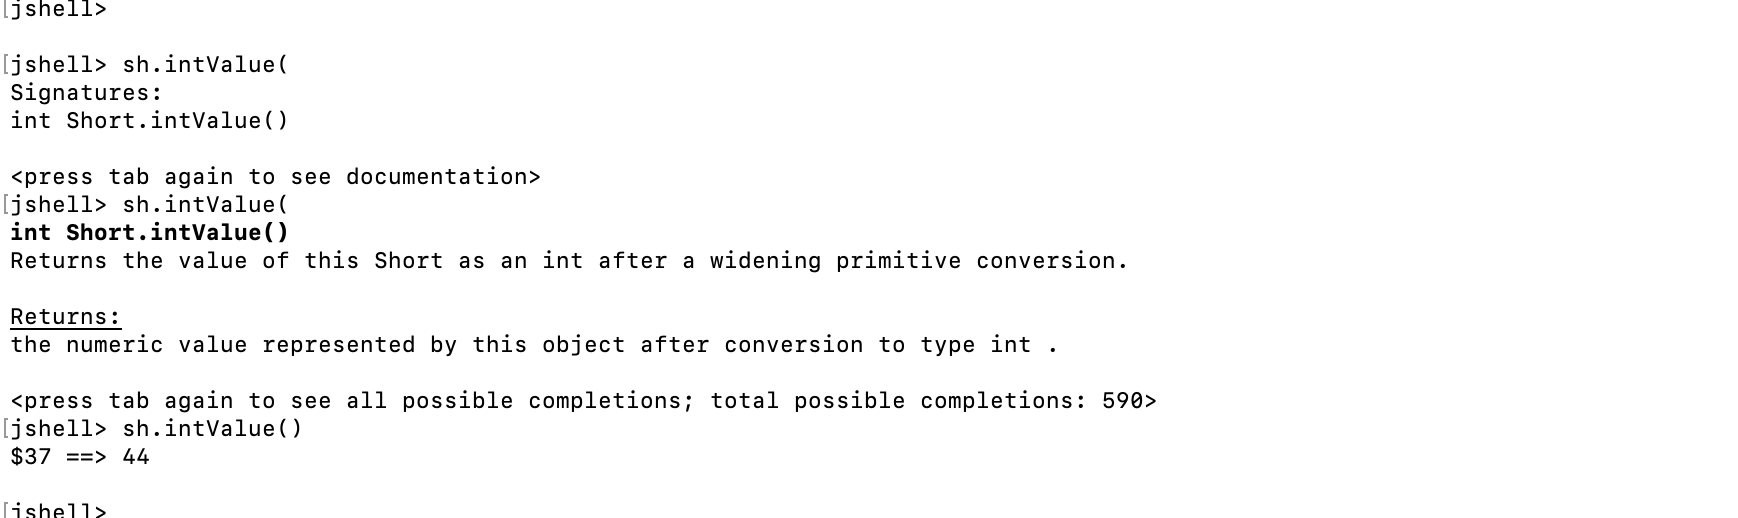 [jshell>
[jshell> sh.intValue(
Signatures:
int Short.intValue()
<press tab again to see documentation>
[jshell> sh.intValue(
int Short.intValue()
Returns the value of this Short as an int after a widening primitive conversion.
Returns:
the numeric value represented by this object after conversion to type int .
<press tab again to see all possible completions; total possible completions: 590>
[jshell> sh.intValue()
$37 ==> 44
[jshell>